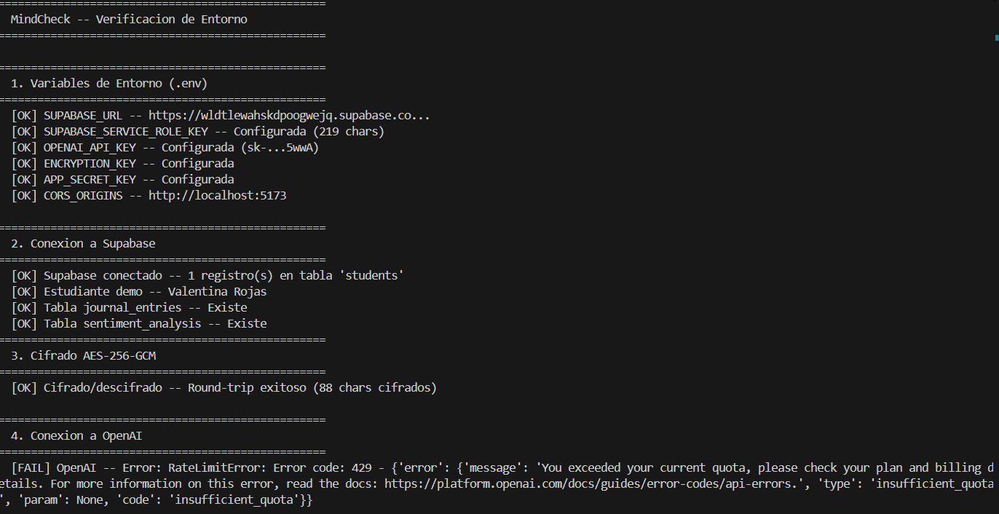 ==================================================
MindCheck -- Verificacion de Entorno
==================================================
==================================================
1. Variables de Entorno (.env)
==================================================
[OK] SUPABASE_URL -- https://wldtlewahskdpoogwejq.supabase.co...
[OK] SUPABASE_SERVICE_ROLE_KEY -- Configurada (219 chars)
[OK] OPENAI_API_KEY -- Configurada (sk-...5wwA)
[OK] ENCRYPTION_KEY -- Configurada
[OK] APP_SECRET_KEY -- Configurada
[OK] CORS_ORIGINS -- http://localhost:5173
==================================================
2. Conexion a Supabase
==================================================
[OK] Supabase conectado -- 1 registro(s) en tabla 'students'
[OK] Estudiante demo -- Valentina Rojas
[OK] Tabla journal_entries -- Existe
[OK] Tabla sentiment_analysis -- Existe
==================================================
3. Cifrado AES-256-GCM
==================================================
[OK] Cifrado/descifrado -- Round-trip exitoso (88 chars cifrados)
==================================================
4. Conexion a OpenAI
==================================================
[FAIL] OpenAI -- Error: RateLimitError: Error code: 429 - {'error': {'message': 'You exceeded your current quota, please check your plan and billing d
etails. For more information on this error, read the docs: https://platform.openai.com/docs/guides/error-codes/api-errors.', 'type': 'insufficient_quota
', 'param': None, 'code': 'insufficient_quota'}}